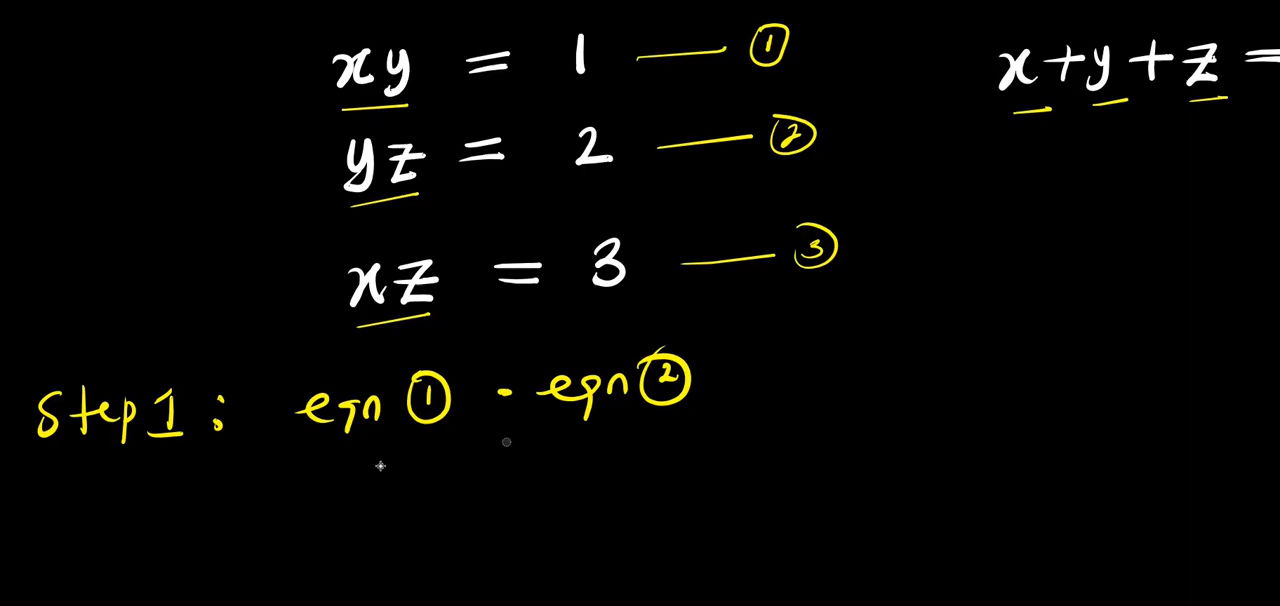 xy = 1 — ① x+y+z =
yz = 2 — ②
xz = 3 — ③
Step 1: eqn ① · eqn ②